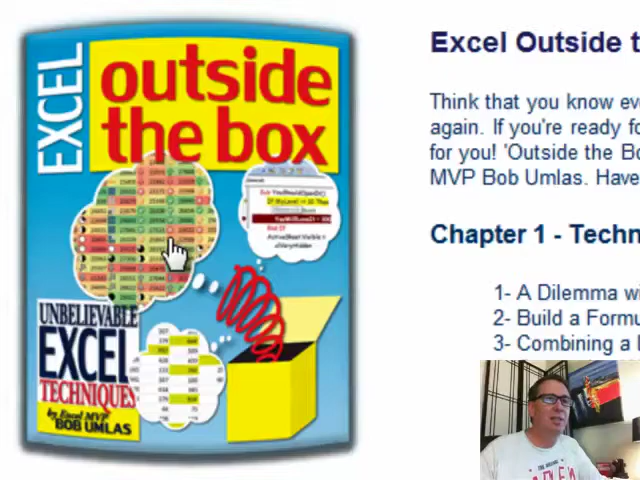 EXCEL
outside
the box
UNBELIEVABLE
EXCEL
TECHNIQUES
by Excel MVP
BOB UMLAS
Excel Outside t
Think that you know ev
again. If you're ready fo
for you! 'Outside the Bo
MVP Bob Umlas. Have
Chapter 1 - Techn
1- A Dilemma wi
2- Build a Formu
3- Combining a